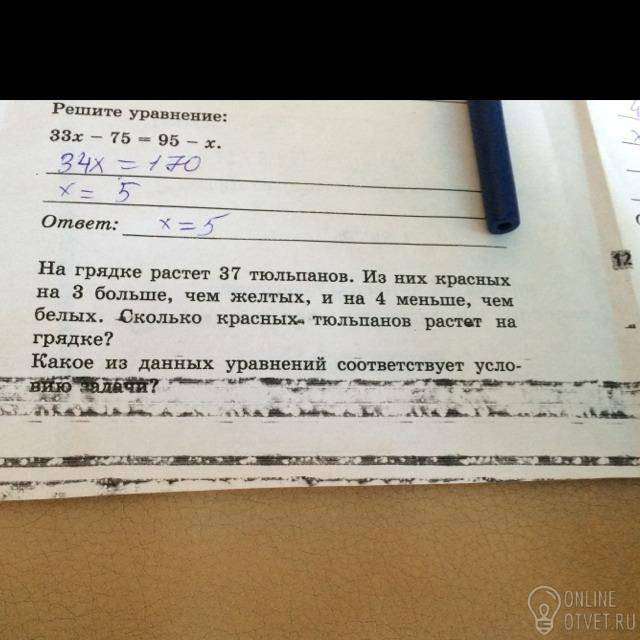 Решите уравнение:
33x − 75 = 95 − x.
34x = 170
x = 5
Ответ: x = 5
На грядке растет 37 тюльпанов. Из них красных
на 3 больше, чем желтых, и на 4 меньше, чем
белых. Сколько красных тюльпанов растет на
грядке?
Какое из данных уравнений соответствует усло-
вию задачи?
12
ONLINE
OTVET.RU